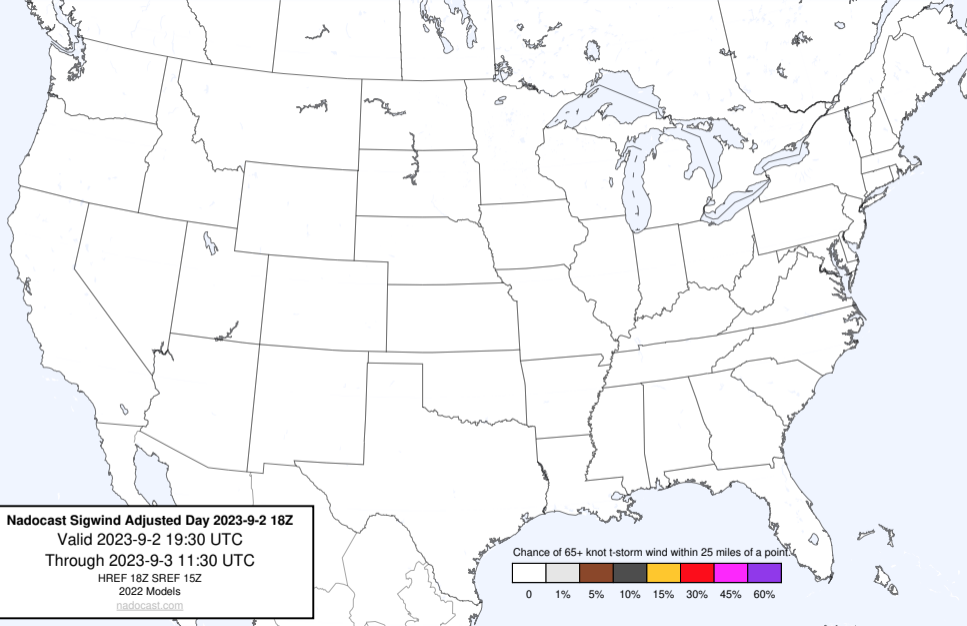 Nadocast Sigwind Adjusted Day 2023-9-2 18Z
Valid 2023-9-2 19:30 UTC
Through 2023-9-3 11:30 UTC
HREF 18Z SREF 15Z
2022 Models
nadocast.com
Chance of 65+ knot t-storm wind within 25 miles of a point.
0 1% 5% 10% 15% 30% 45% 60%